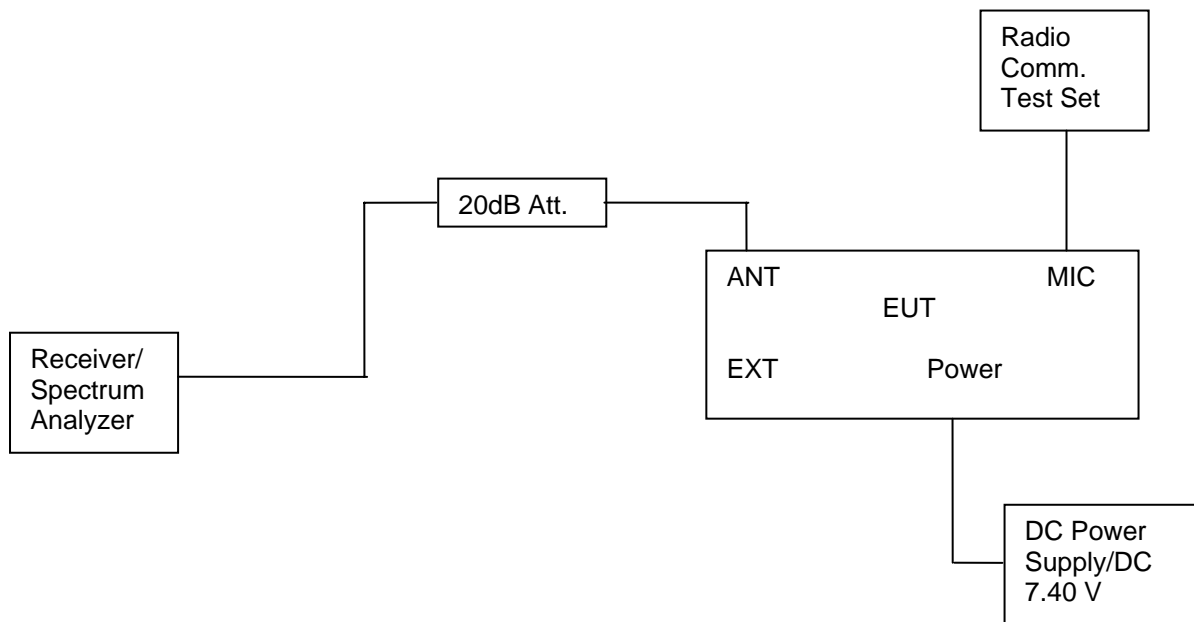 Radio
Comm.
Test Set
20dB Att.
ANT
MIC
EUT
Receiver/
Spectrum
Analyzer
EXT
Power
DC Power
Supply/DC
7.40 V